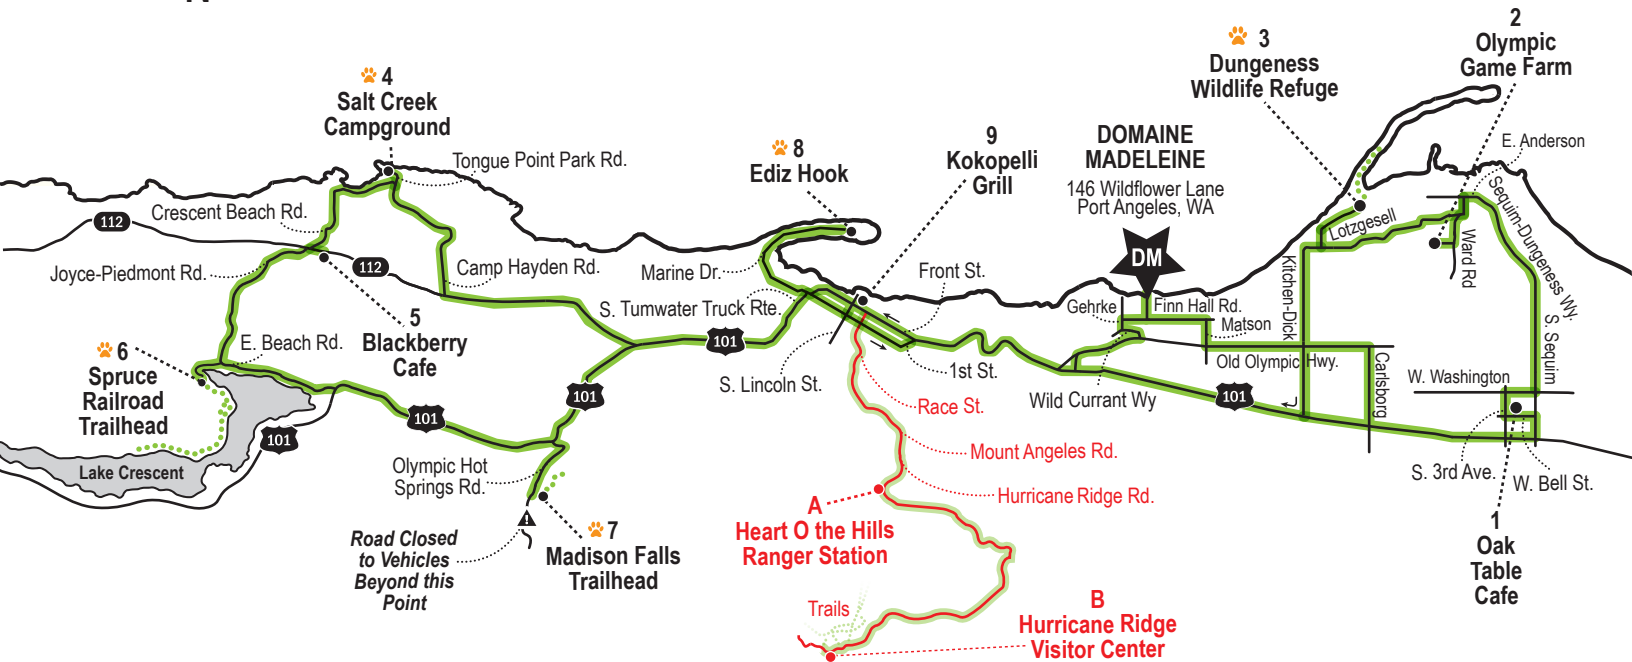 2
Olympic
Game Farm
3
Dungeness
Wildlife Refuge
4
Salt Creek
Campground
Tongue Point Park Rd.
8
Ediz Hook
9
Kokopelli
Grill
DOMAINE
MADELEINE
146 Wildflower Lane
Port Angeles, WA
DM
E. Anderson
Sequim-Dungeness Wy.
Lotzgesell
Ward Rd
Kitchen-Dick
S. Sequim
Crescent Beach Rd.
112
112
Joyce-Piedmont Rd.
Camp Hayden Rd.
Marine Dr.
S. Tumwater Truck Rte.
Front St.
Gehrke
Finn Hall Rd.
Matson
Old Olympic Hwy.
Carlsborg
W. Washington
5
Blackberry
Cafe
E. Beach Rd.
6
Spruce
Railroad
Trailhead
101
101
101
101
101
S. Lincoln St.
1st St.
Race St.
Wild Currant Wy
Mount Angeles Rd.
Hurricane Ridge Rd.
Lake Crescent
Olympic Hot
Springs Rd.
S. 3rd Ave.
W. Bell St.
1
Oak
Table
Cafe
A
Heart O the Hills
Ranger Station
!
Road Closed
to Vehicles
Beyond this
Point
7
Madison Falls
Trailhead
Trails
B
Hurricane Ridge
Visitor Center